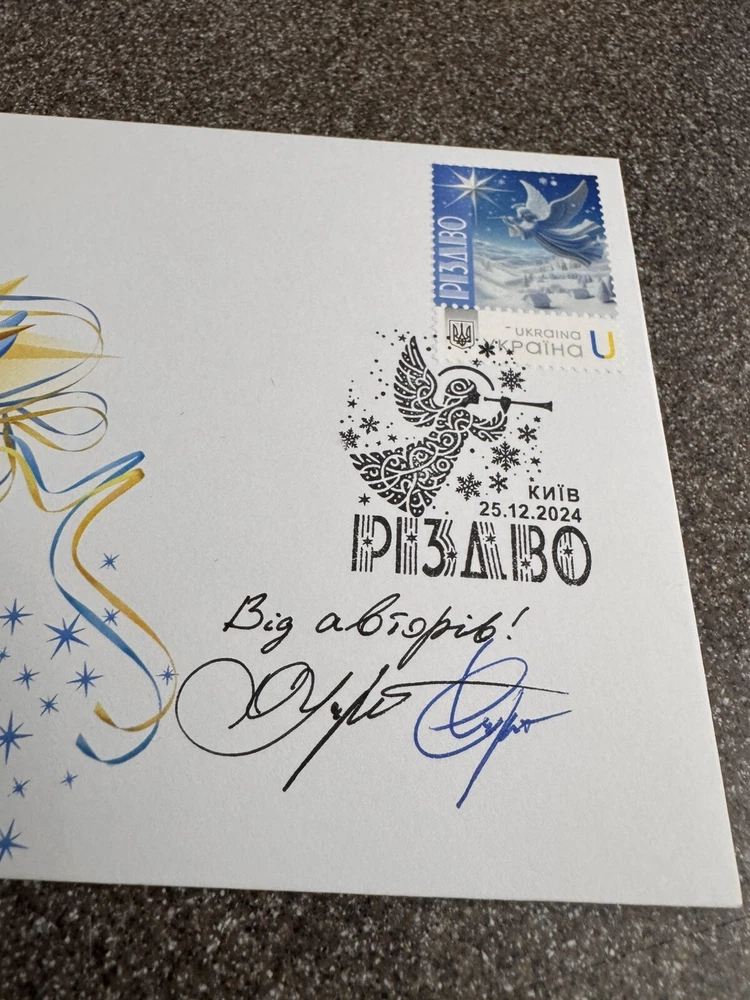 РІЗДВО
UKRAINA
Україна U
КИЇВ
25.12.2024
РІЗДВО
Від авторів!